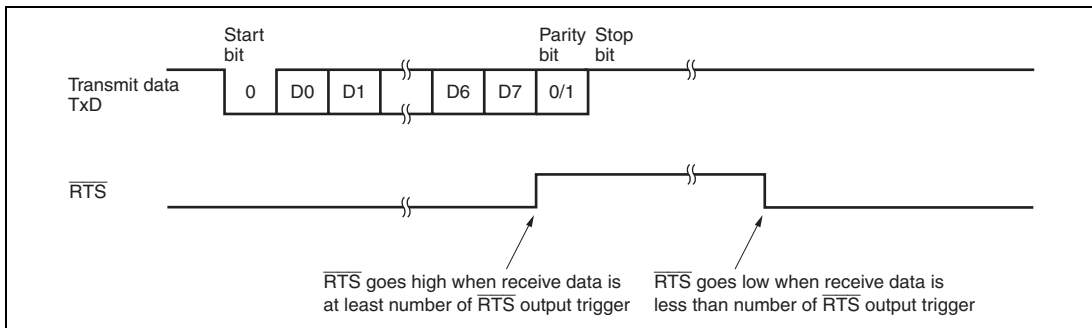 Start
bit
Parity
bit
Stop
bit
Transmit data
TxD
0 D0 D1 D6 D7 0/1
RTS
RTS goes high when receive data is
at least number of RTS output trigger
RTS goes low when receive data is
less than number of RTS output trigger